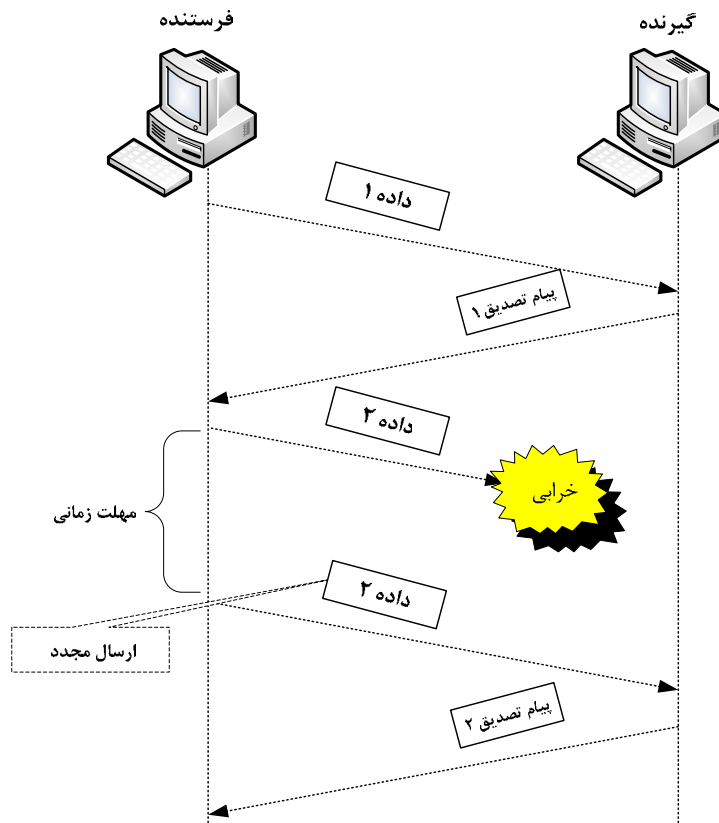 فرستنده
گیرنده
داده ۱
پیام تصدیق ۱
داده ۲
خرابی
مهلت زمانی
داده ۲
ارسال مجدد
پیام تصدیق ۲